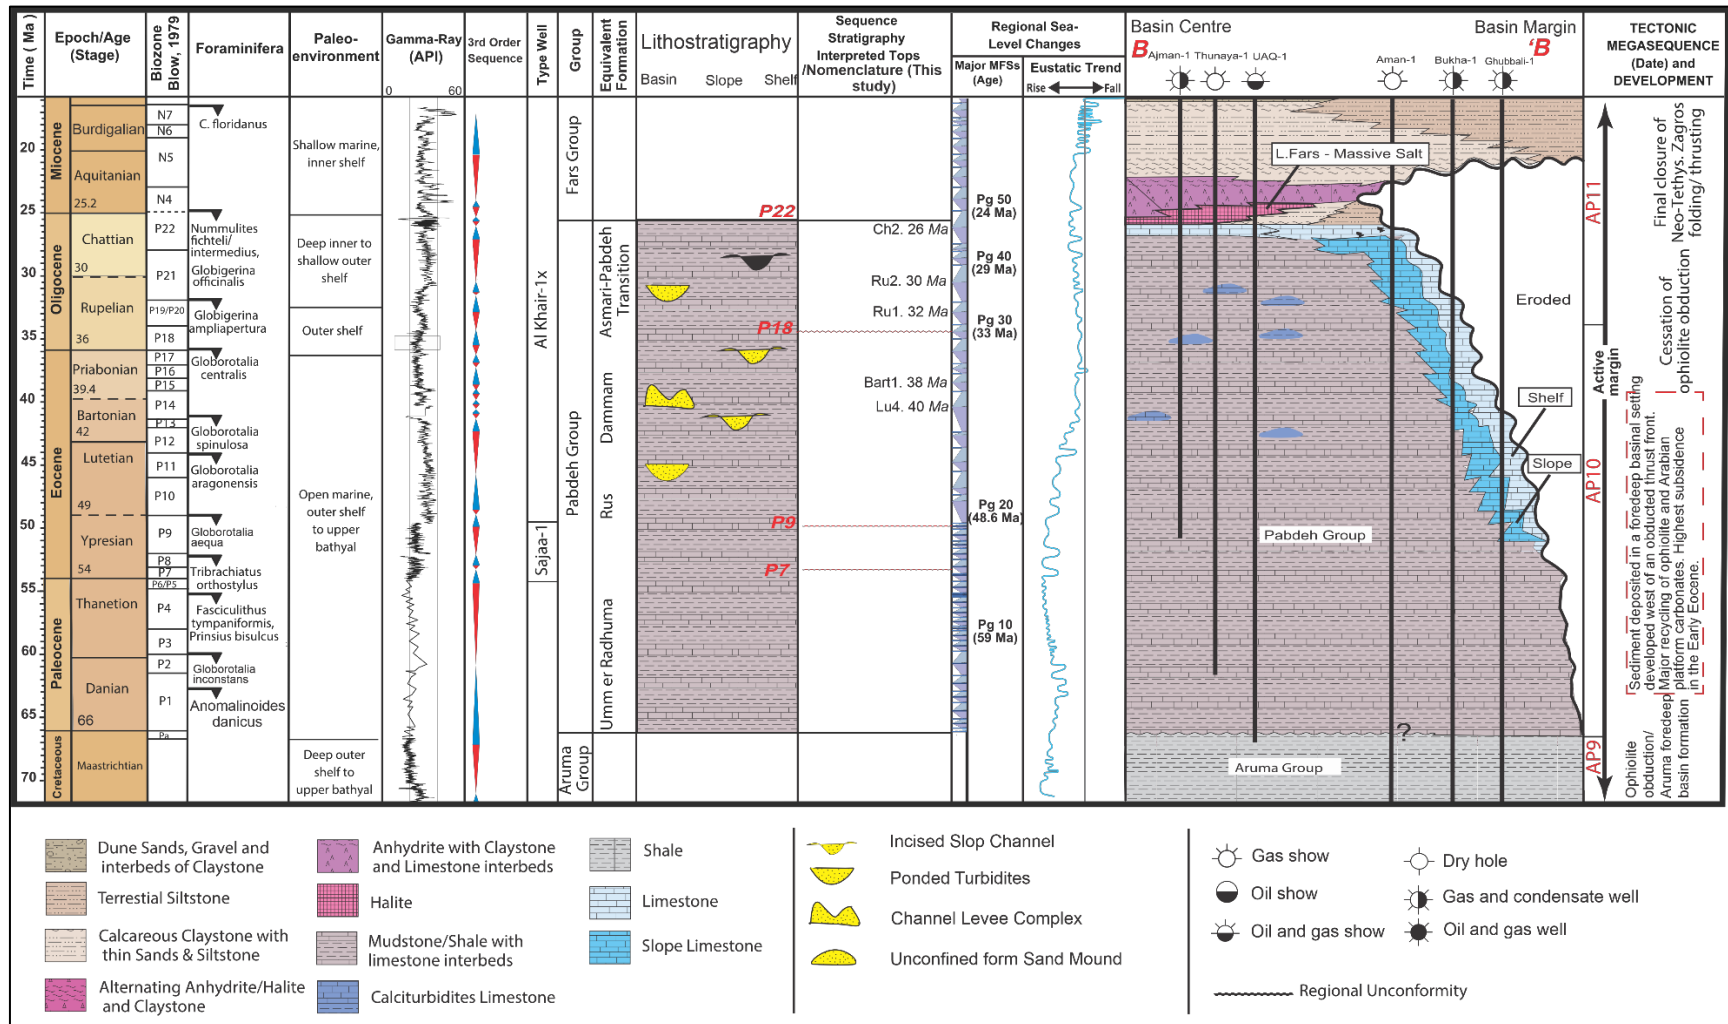 Time ( Ma )
Epoch/Age
(Stage)
Biozone
Blow, 1979
Foraminifera
Paleo-
environment
Gamma-Ray
(API)
0
60
3rd Order
Sequence
Type Well
Group
Equivalent
Formation
Lithostratigraphy
Basin
Slope
Shelf
Sequence
Stratigraphy
Interpreted Tops
/Nomenclature (This
study)
Regional Sea-
Level Changes
Major MFSs
(Age)
Eustatic Trend
Rise
Fall
Basin Centre
Basin Margin
B
'B
Ajman-1
Thunaya-1
UAQ-1
Aman-1
Bukha-1
Ghubbali-1
TECTONIC
MEGASEQUENCE
(Date) and
DEVELOPMENT
20
25
30
35
40
45
50
55
60
65
70
Miocene
Oligocene
Eocene
Paleocene
Cretaceous
Burdigalian
Aquitanian
25.2
Chattian
30
Rupelian
36
Priabonian
39.4
Bartonian
42
Lutetian
49
Ypresian
54
Thanetion
Danian
66
Maastrichtian
N7
N6
N5
N4
P22
P21
P19/P20
P18
P17
P16
P15
P14
P13
P12
P11
P10
P9
P8
P7
P6/P5
P4
P3
P2
P1
Pa
C. floridanus
Nummulites
fichteli/
intermedius,
Globigerina
officinalis
Globigerina
ampliapertura
Globorotalia
centralis
Globorotalia
spinulosa
Globorotalia
aragonensis
Globorotalia
aequa
Tribrachiatus
orthostylus
Fasciculithus
tympaniformis,
Prinsius bisulcus
Globorotalia
inconstans
Anomalinoides
danicus
Shallow marine,
inner shelf
Deep inner to
shallow outer
shelf
Outer shelf
Open marine,
outer shelf
to upper
bathyal
Deep outer
shelf to
upper bathyal
Al Khair-1x
Sajaa-1
Fars Group
Pabdeh Group
Aruma
Group
Asmari-Pabdeh
Transition
Dammam
Rus
Umm er Radhuma
P22
P18
P9
P7
Ch2. 26 Ma
Ru2. 30 Ma
Ru1. 32 Ma
Bart1. 38 Ma
Lu4. 40 Ma
Pg 50
(24 Ma)
Pg 40
(29 Ma)
Pg 30
(33 Ma)
Pg 20
(48.6 Ma)
Pg 10
(59 Ma)
L.Fars - Massive Salt
Eroded
Shelf
Slope
Pabdeh Group
?
Aruma Group
AP11
AP10
AP9
Active
margin
Final closure of
Neo-Tethys. Zagros
folding/ thrusting
Cessation of
ophiolite obduction
Sediment deposited in a foredeep basinal setting
developed west of an obducted thrust front.
Major recycling of ophiolite and Arabian
platform carbonates. Highest subsidence
in the Early Eocene.
Ophiolite
obduction/
Aruma foredeep
basin formation
Dune Sands, Gravel and
interbeds of Claystone
Terrestial Siltstone
Calcareous Claystone with
thin Sands & Siltstone
Alternating Anhydrite/Halite
and Claystone
Anhydrite with Claystone
and Limestone interbeds
Halite
Mudstone/Shale with
limestone interbeds
Calciturbidites Limestone
Shale
Limestone
Slope Limestone
Incised Slop Channel
Ponded Turbidites
Channel Levee Complex
Unconfined form Sand Mound
Gas show
Oil show
Oil and gas show
Dry hole
Gas and condensate well
Oil and gas well
Regional Unconformity